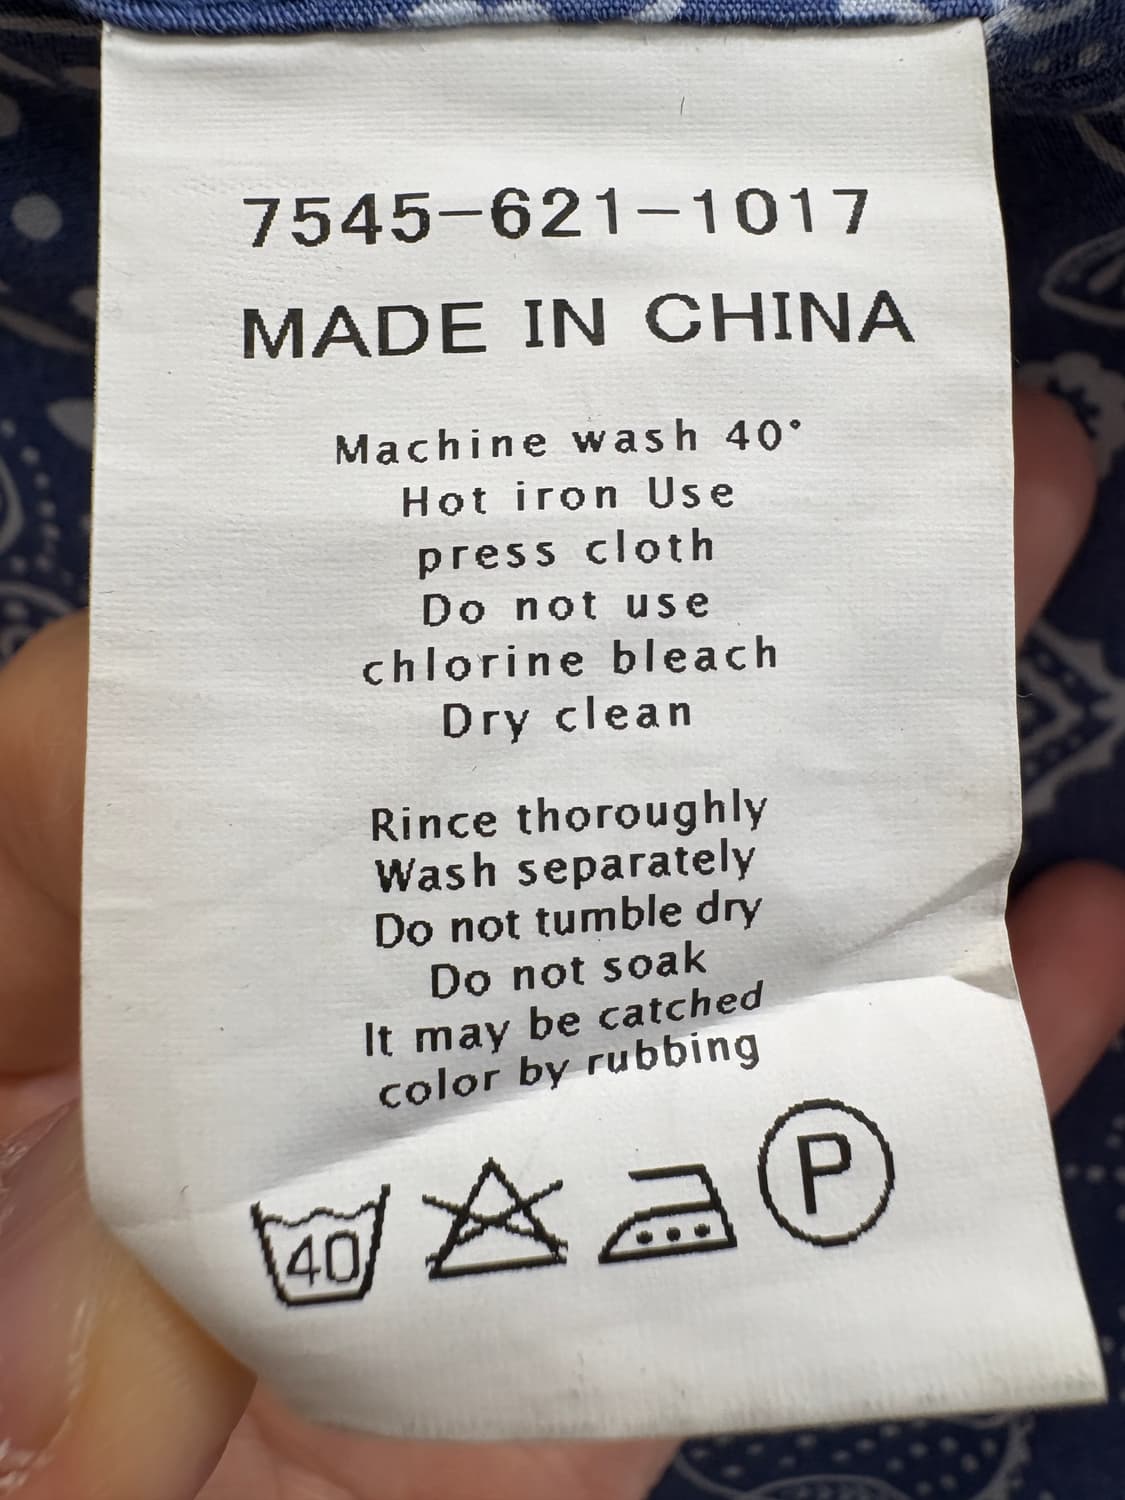 7545-621-1017
MADE IN CHINA
Machine wash 40°
Hot iron Use
press cloth
Do not use
chlorine bleach
Dry clean
Rince thoroughly
Wash separately
Do not tumble dry
Do not soak
It may be catched
color by rubbing
40 P